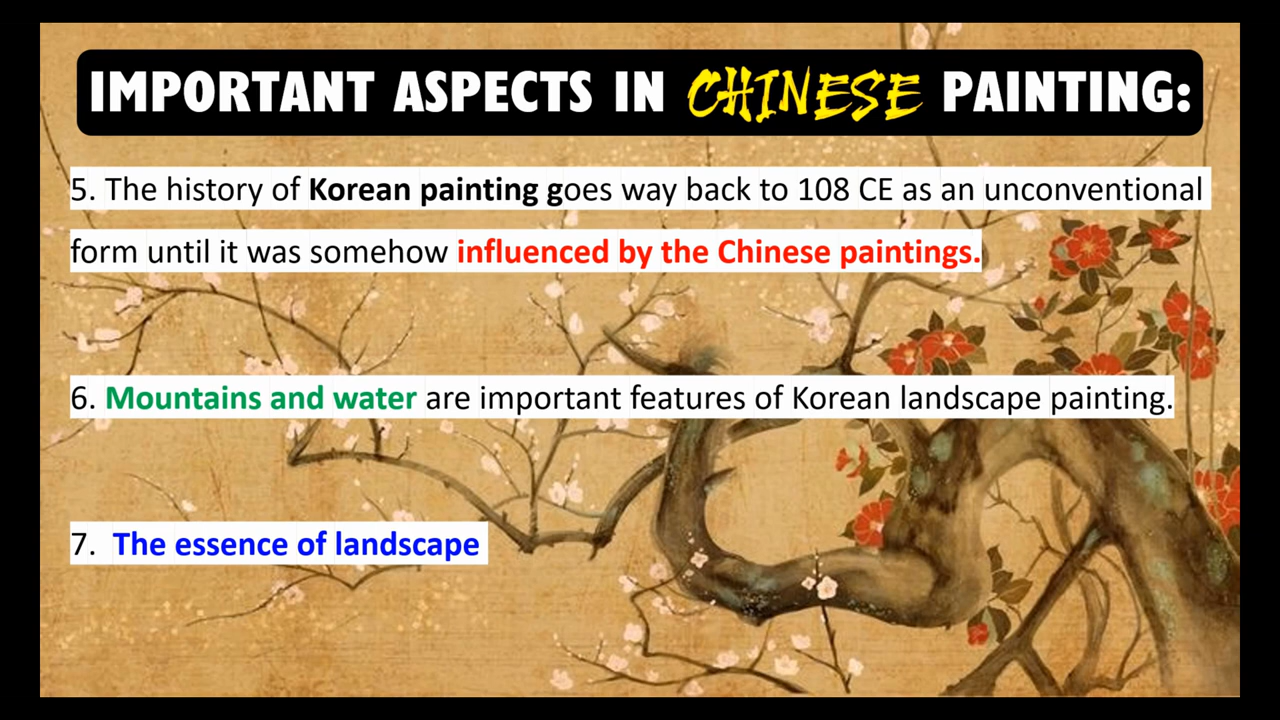 IMPORTANT ASPECTS IN CHINESE PAINTING:
5. The history of Korean painting goes way back to 108 CE as an unconventional
form until it was somehow influenced by the Chinese paintings.
6. Mountains and water are important features of Korean landscape painting.
7. The essence of landscape